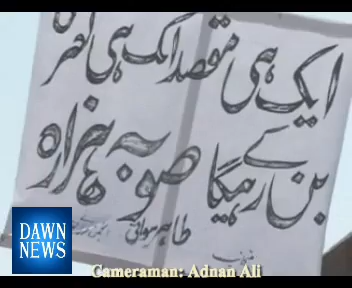 ایک ہی مقصد ایک ہی نعرہ
بن کے رہیگا صوبہ ہزارہ
طاہر سواتی
DAWN
NEWS
Cameraman: Adnan Ali